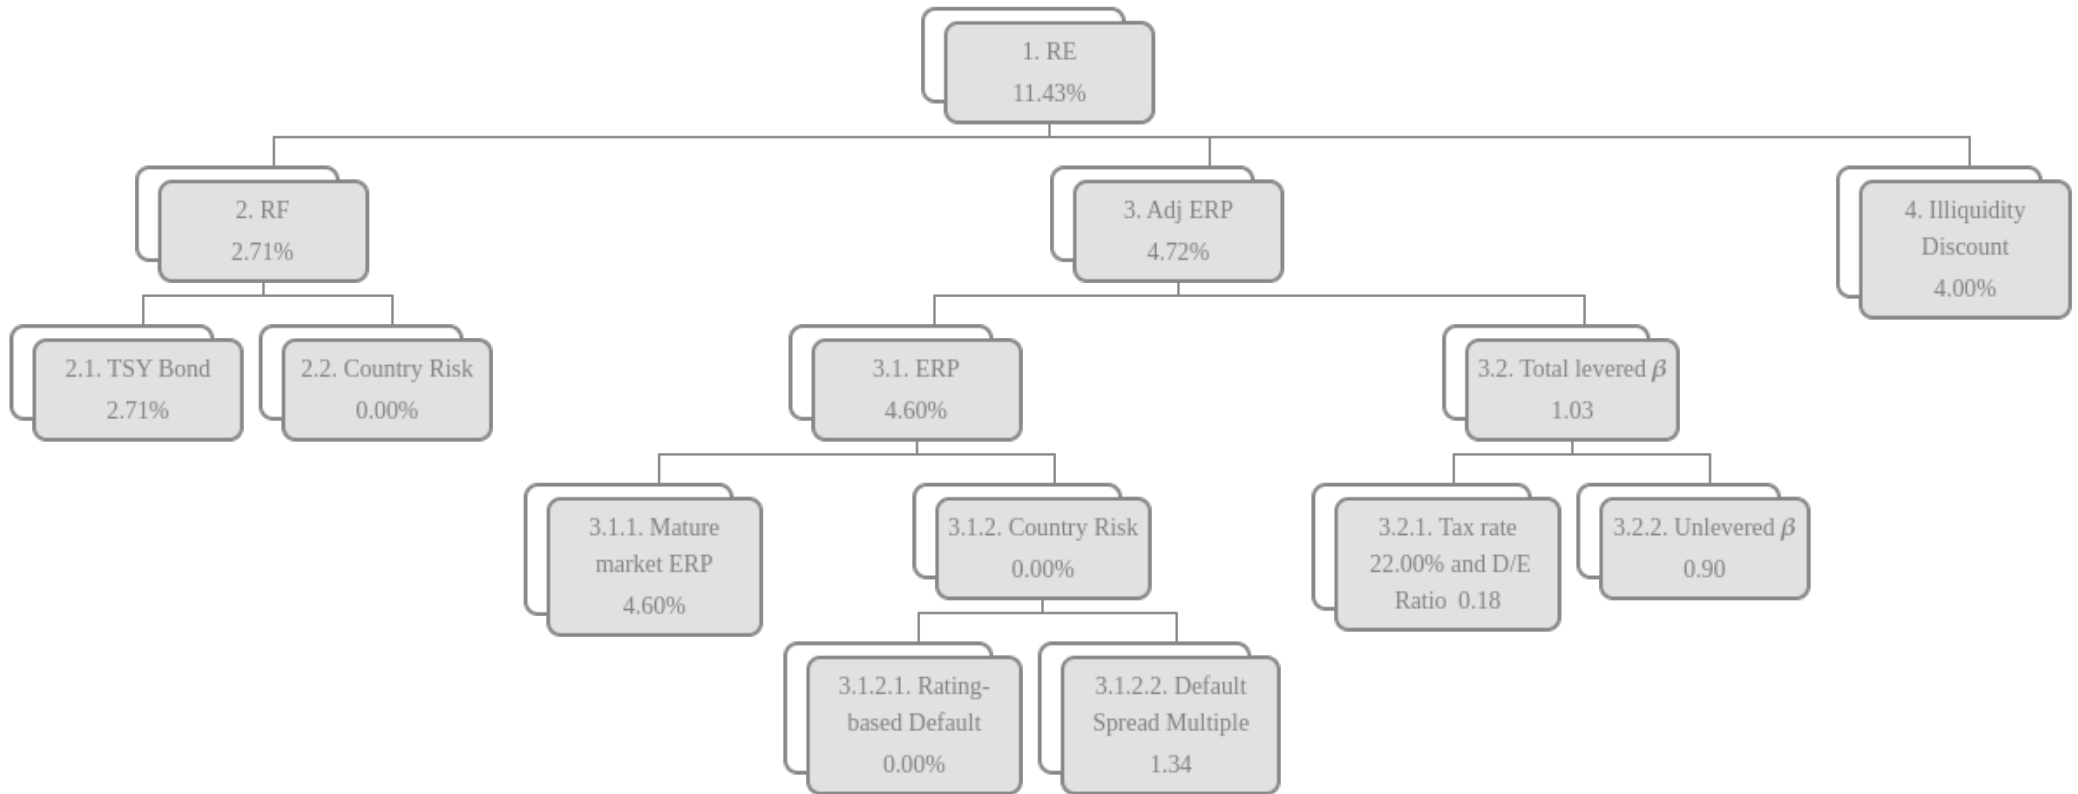 1. RE
11.43%
2. RF
2.71%
3. Adj ERP
4.72%
4. Illiquidity
Discount
4.00%
2.1. TSY Bond
2.71%
2.2. Country Risk
0.00%
3.1. ERP
4.60%
3.2. Total levered β
1.03
3.1.1. Mature
market ERP
4.60%
3.1.2. Country Risk
0.00%
3.2.1. Tax rate
22.00% and D/E
Ratio 0.18
3.2.2. Unlevered β
0.90
3.1.2.1. Rating-
based Default
0.00%
3.1.2.2. Default
Spread Multiple
1.34